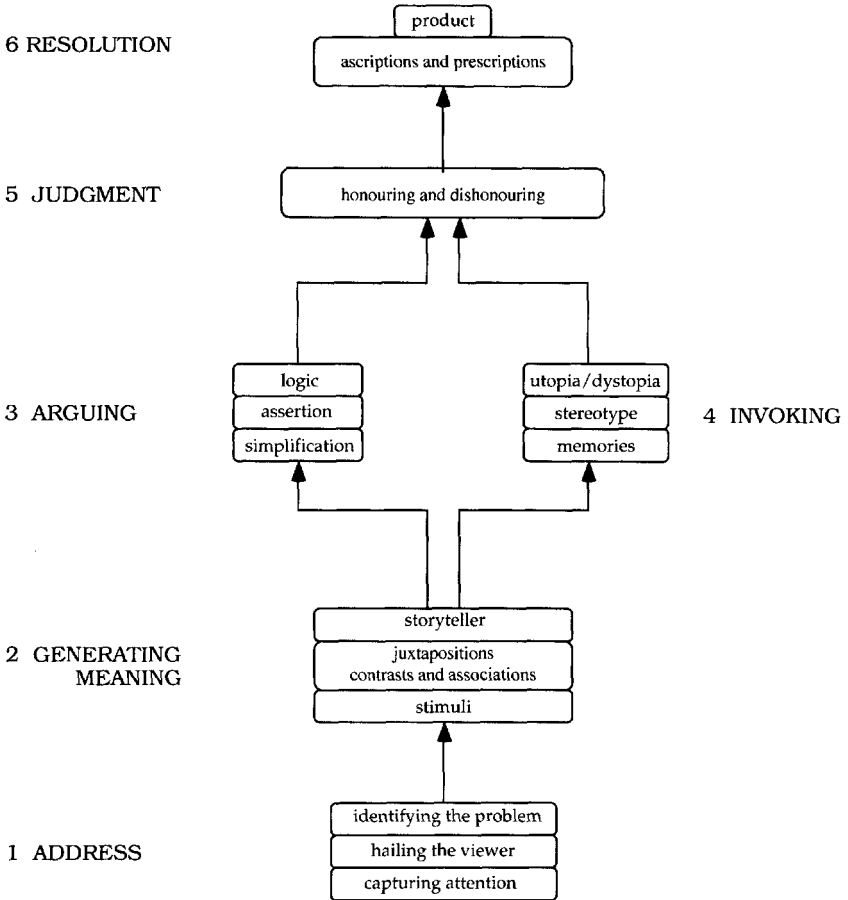 product
6 RESOLUTION
ascriptions and prescriptions
5 JUDGMENT
honouring and dishonouring
logic
utopia/dystopia
3 ARGUING
assertion
stereotype
4 INVOKING
simplification
memories
storyteller
2 GENERATING
MEANING
juxtapositions
contrasts and associations
stimuli
identifying the problem
1 ADDRESS
hailing the viewer
capturing attention